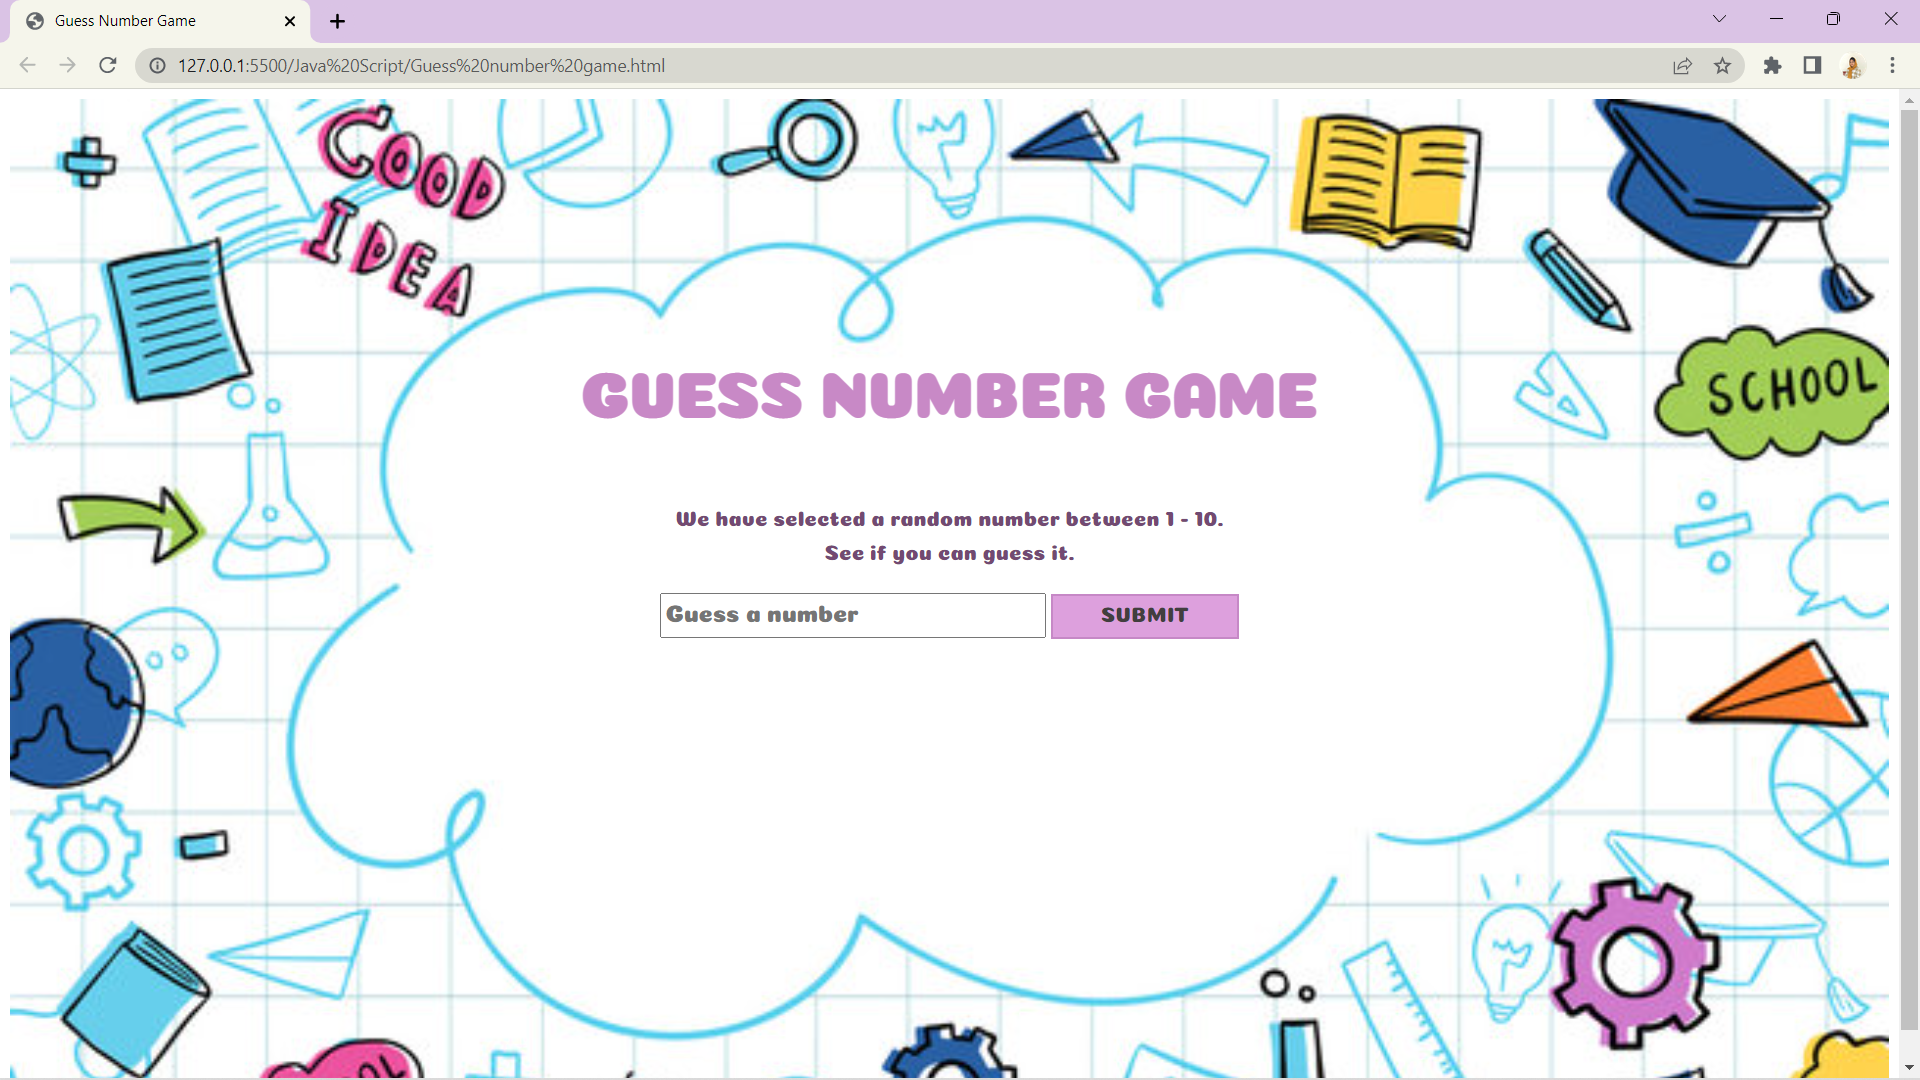 Guess Number Game
127.0.0.1:5500/Java%20Script/Guess%20number%20game.html
GOOD
IDEA
SCHOOL
GUESS NUMBER GAME
We have selected a random number between 1 - 10.
See if you can guess it.
Guess a number
SUBMIT